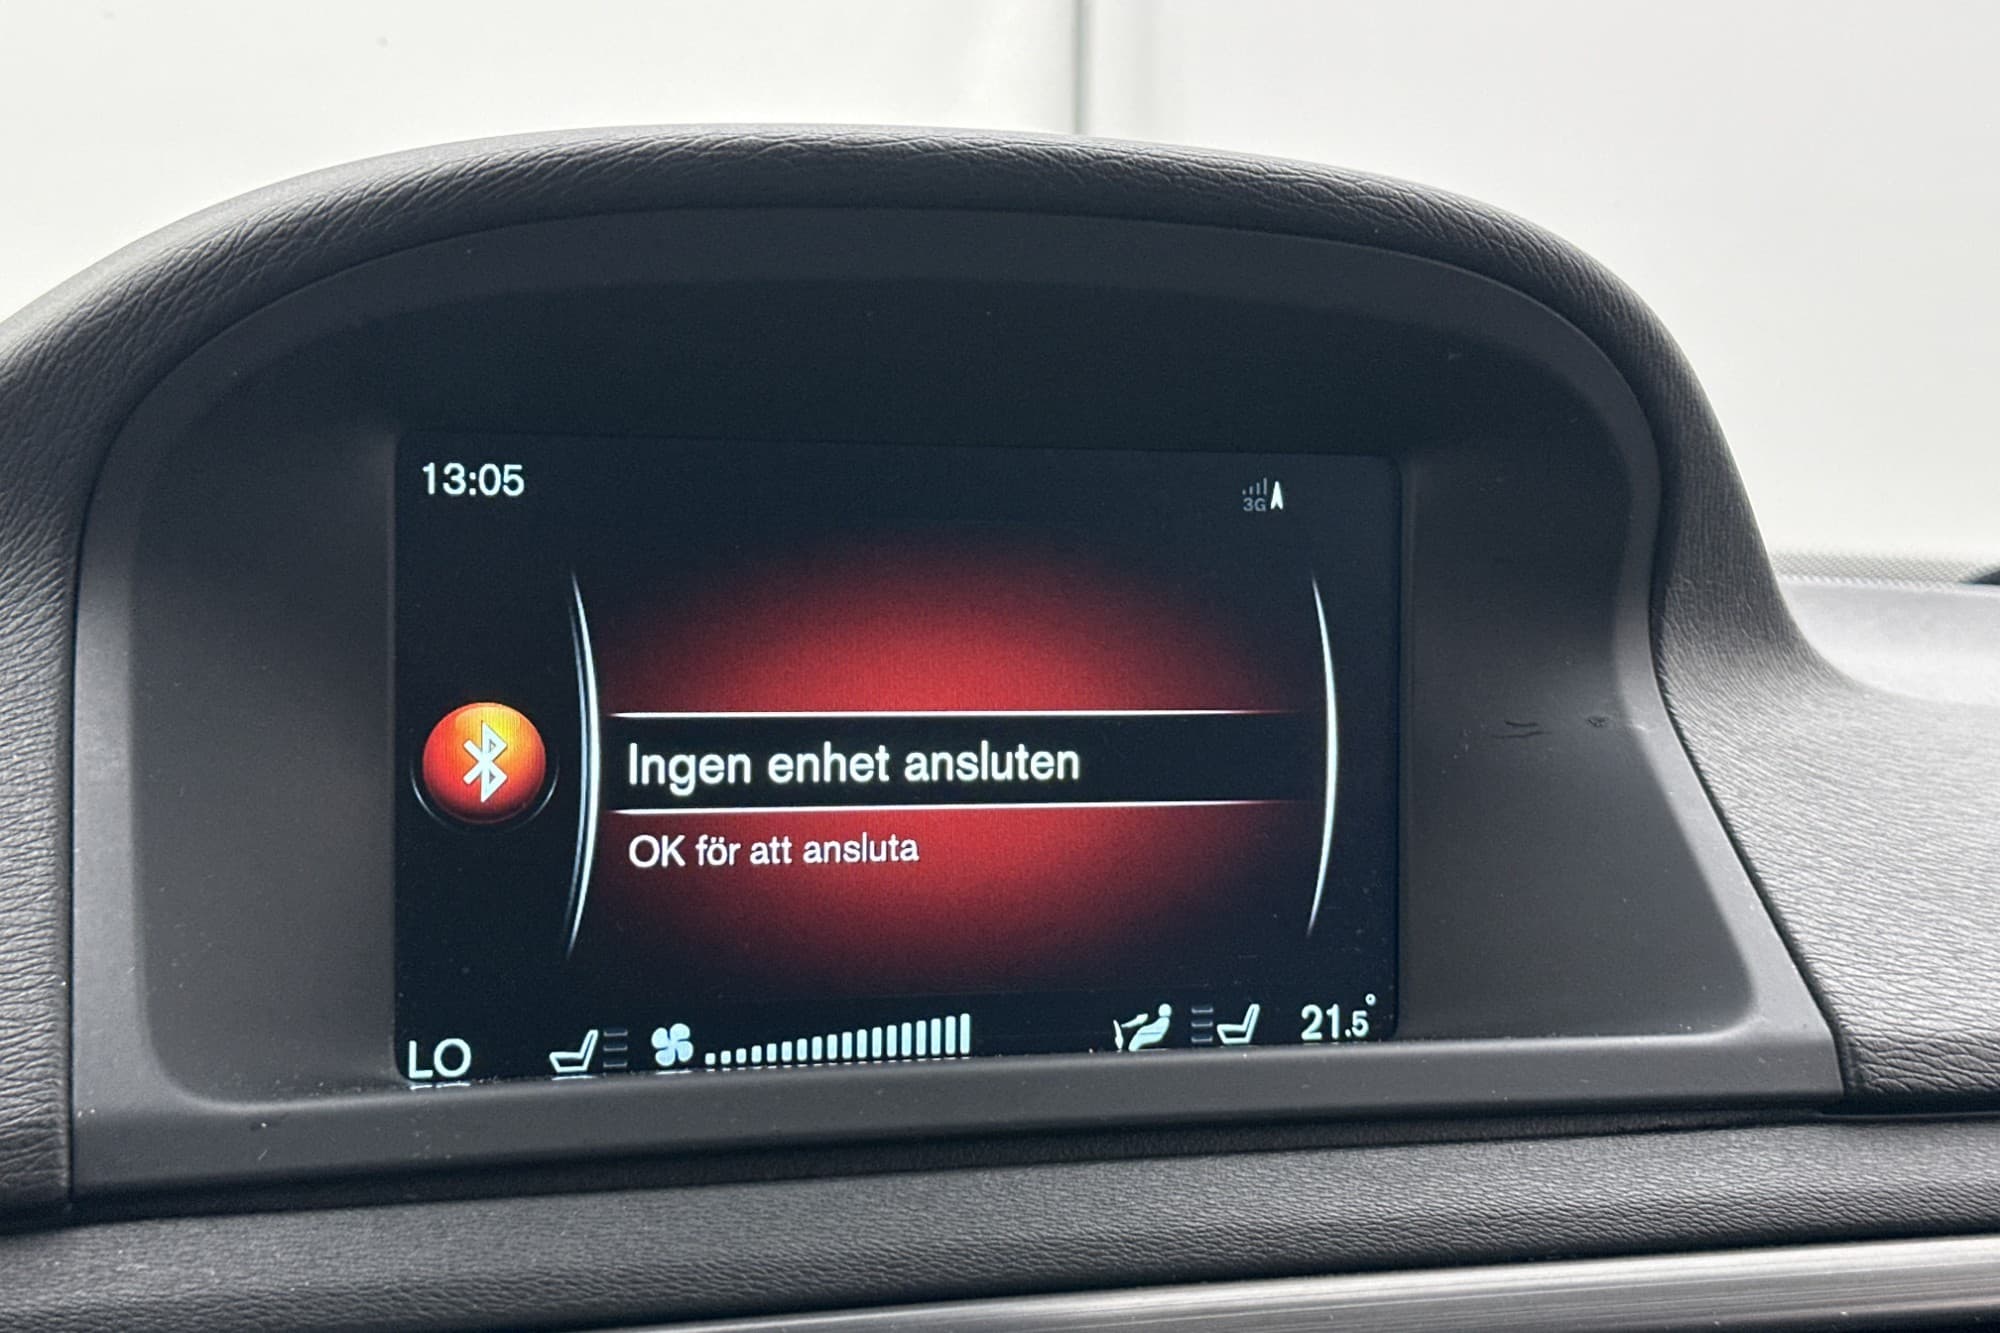 13:05
3G
Ingen enhet ansluten
OK för att ansluta
LO
21.5°